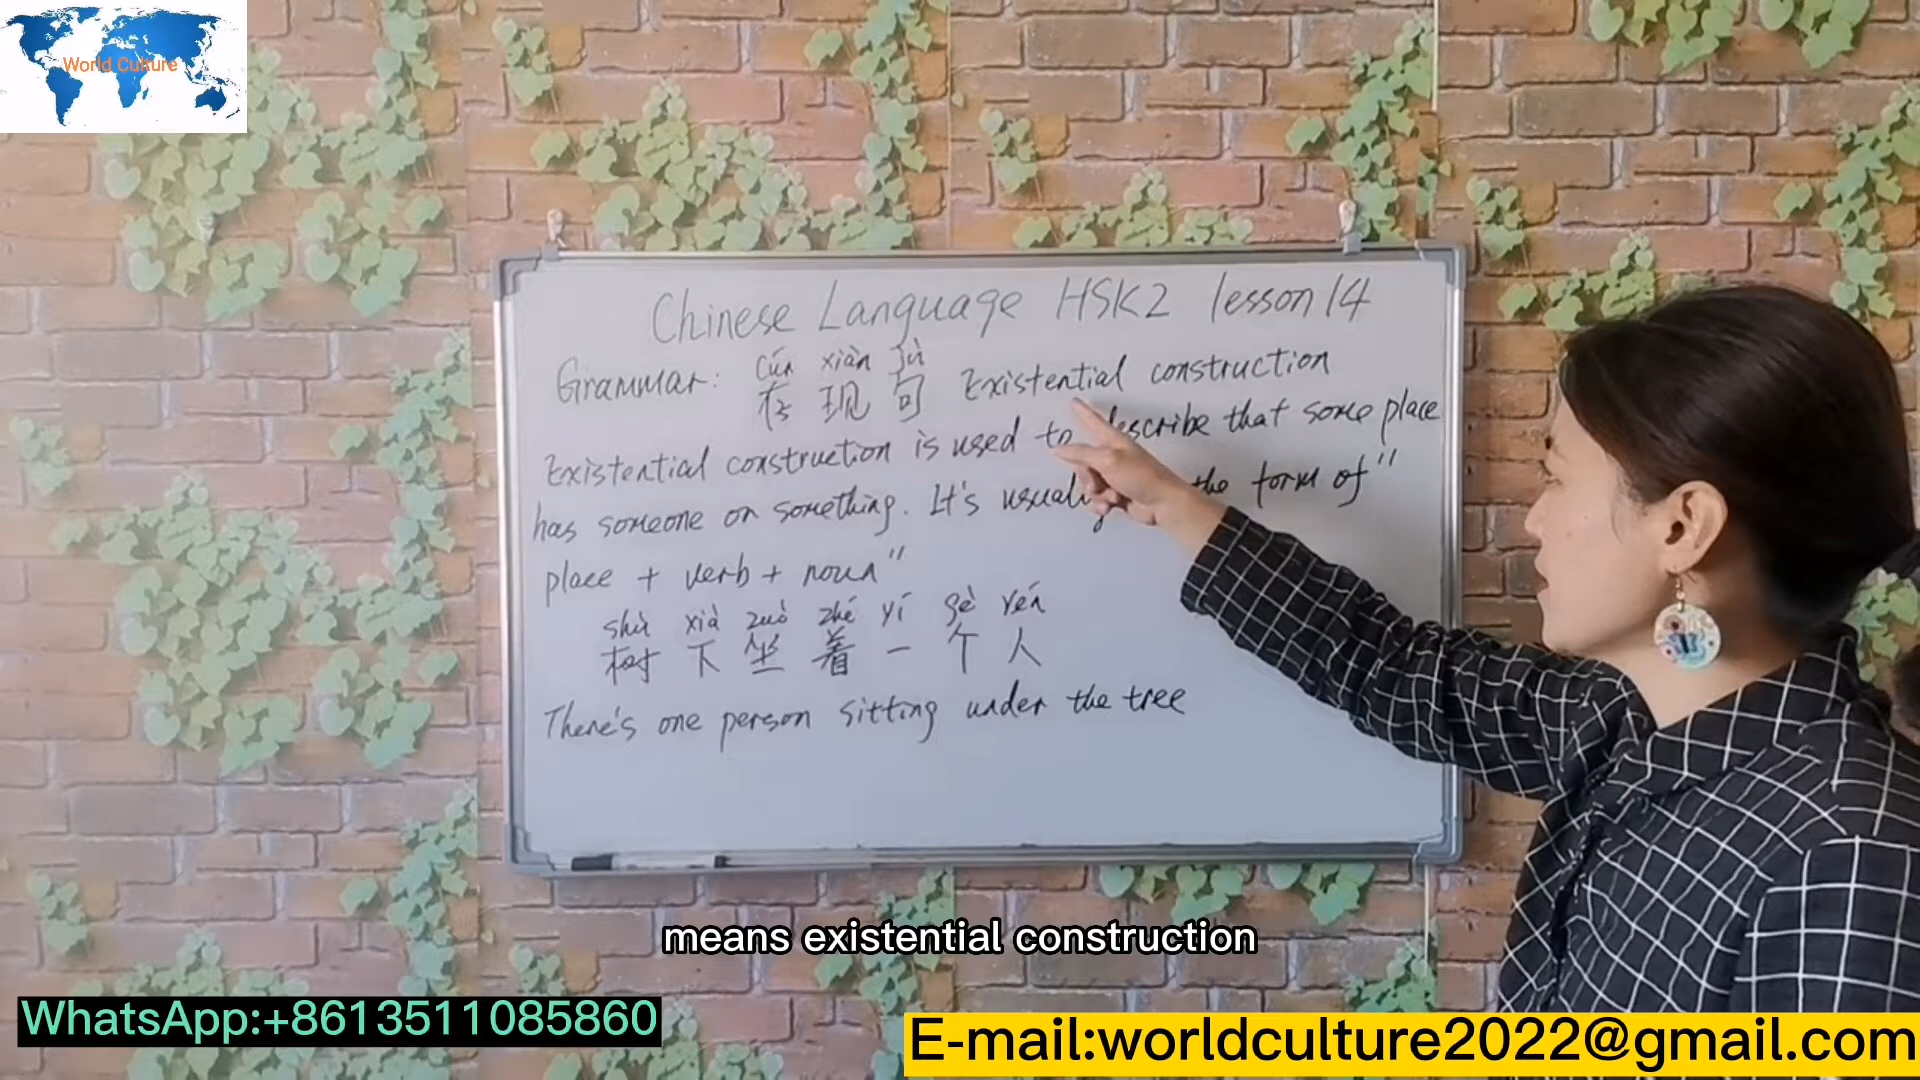 World Culture
Chinese Language HSK2 lesson 14
cún xiàn jù
Grammar: 存现句 Existential construction
Existential construction is used to describe that some place
has someone or something. It's usually the form of "
place + verb + noun"
shù xià zuò zhé yí gè rén
树下坐着一个人
There's one person sitting under the tree
means existential construction
WhatsApp:+8613511085860
E-mail:worldculture2022@gmail.com